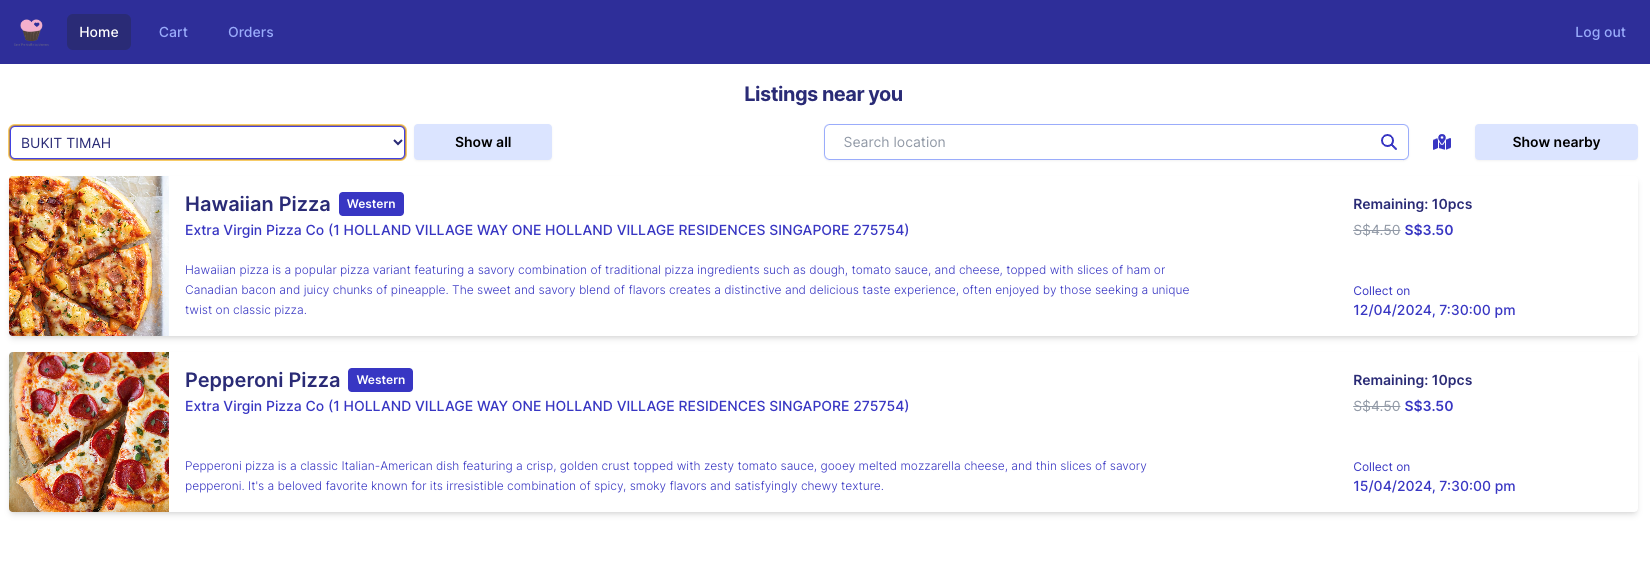 Home Cart Orders Log out
Listings near you
BUKIT TIMAH Show all Search location Show nearby
Hawaiian Pizza Western
Extra Virgin Pizza Co (1 HOLLAND VILLAGE WAY ONE HOLLAND VILLAGE RESIDENCES SINGAPORE 275754)
Hawaiian pizza is a popular pizza variant featuring a savory combination of traditional pizza ingredients such as dough, tomato sauce, and cheese, topped with slices of ham or
Canadian bacon and juicy chunks of pineapple. The sweet and savory blend of flavors creates a distinctive and delicious taste experience, often enjoyed by those seeking a unique
twist on classic pizza.
Remaining: 10pcs
S$4.50 S$3.50
Collect on
12/04/2024, 7:30:00 pm
Pepperoni Pizza Western
Extra Virgin Pizza Co (1 HOLLAND VILLAGE WAY ONE HOLLAND VILLAGE RESIDENCES SINGAPORE 275754)
Pepperoni pizza is a classic Italian-American dish featuring a crisp, golden crust topped with zesty tomato sauce, gooey melted mozzarella cheese, and thin slices of savory
pepperoni. It's a beloved favorite known for its irresistible combination of spicy, smoky flavors and satisfyingly chewy texture.
Remaining: 10pcs
S$4.50 S$3.50
Collect on
15/04/2024, 7:30:00 pm